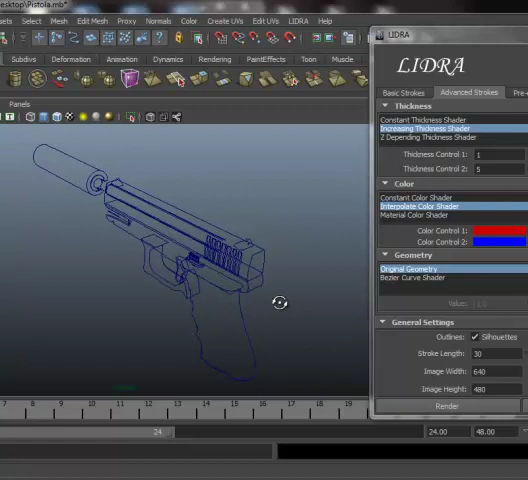 esktop\Pistola.mb*
sets Select Mesh Edit Mesh Proxy Normals Color Create UVs Edit UVs LIDRA Help
LIDRA
Subdivs Deformation Animation Dynamics Rendering PaintEffects Toon Muscle
LIDRA
Basic Strokes Advanced Strokes Pre-
Panels
Thickness
Constant Thickness Shader
Increasing Thickness Shader
Z Depending Thickness Shader
Thickness Control 1: 1
Thickness Control 2: 5
Color
Constant Color Shader
Interpolate Color Shader
Material Color Shader
Color Control 1:
Color Control 2:
Geometry
Original Geometry
Bezier Curve Shader
Value:
General Settings
Outlines: Silhouettes
Stroke Length: 30
Image Width: 640
Image Height: 480
Render
7 8 9 10 11 12 13 14 15 16 17 18 19
24 24.00 48.00